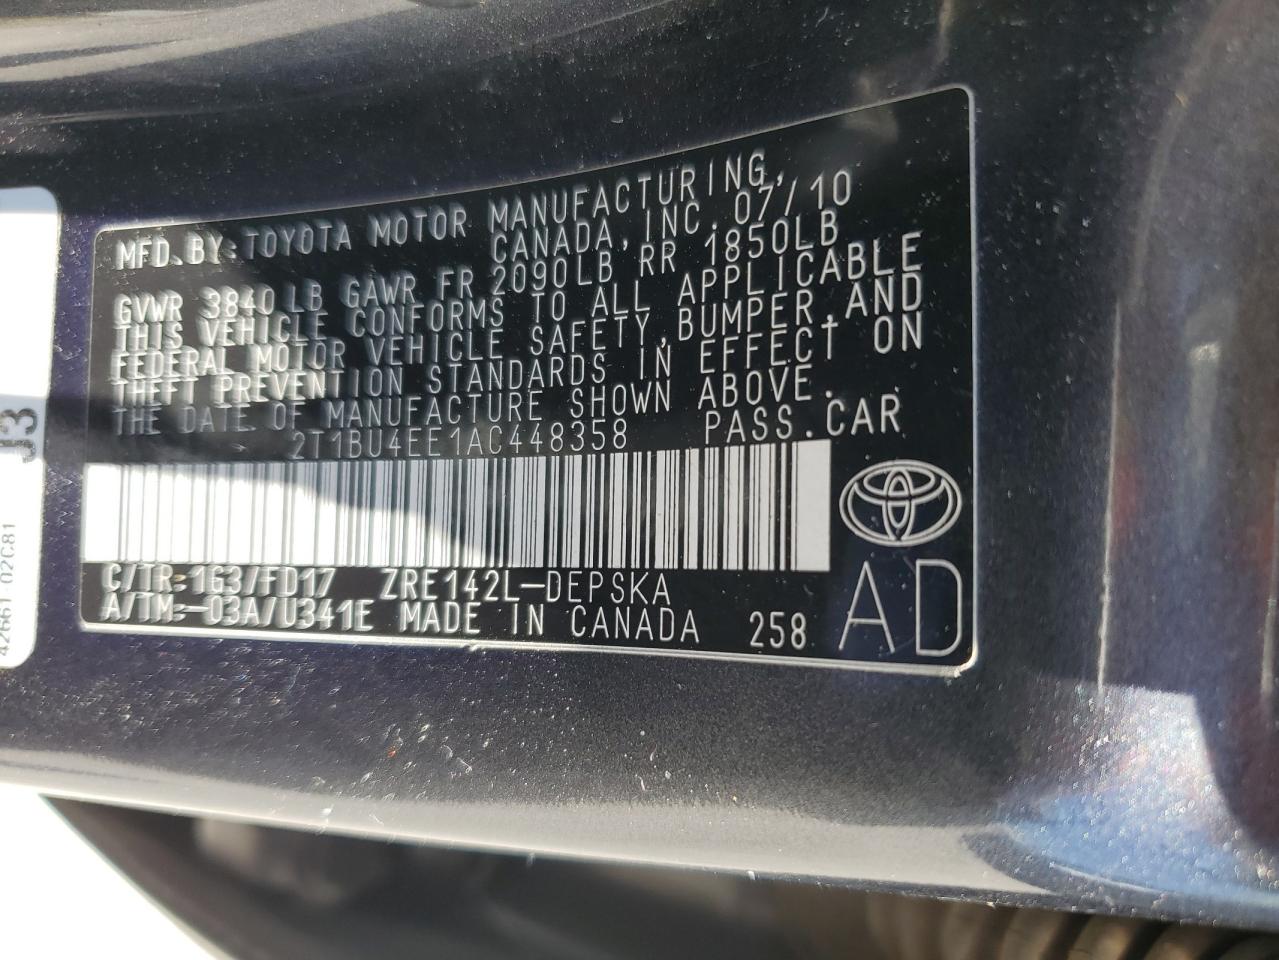 MFD. BY: TOYOTA MOTOR MANUFACTURING,
CANADA, INC. 07/10
GVWR 3840 LB GAWR FR 2090LB RR 1850LB
THIS VEHICLE CONFORMS TO ALL APPLICABLE
FEDERAL MOTOR VEHICLE SAFETY, BUMPER, AND
THEFT PREVENTION STANDARDS IN EFFECT ON
THE DATE OF MANUFACTURE SHOWN ABOVE.
2T1BU4EE1AC448358 PASS. CAR
C/TR: 1G3/FD17 ZRE142L-DEPSKA
A/TM: -03A/U341E MADE IN CANADA 258
AD
J3
42661-02C81